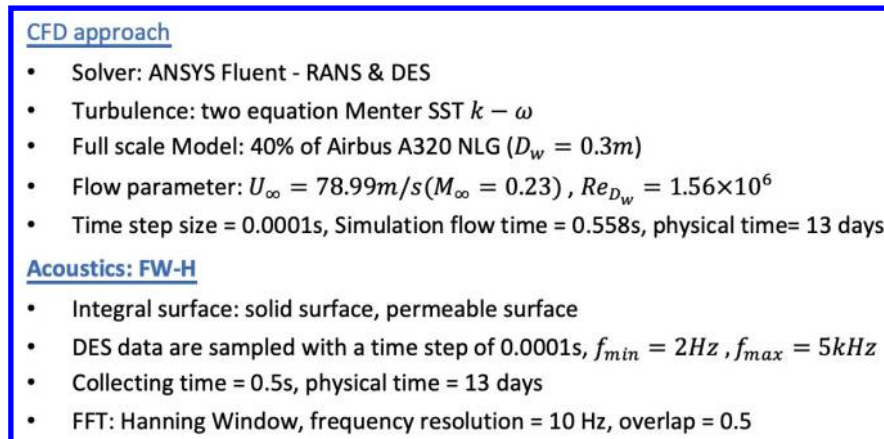 CFD approach
• Solver: ANSYS Fluent - RANS & DES
• Turbulence: two equation Menter SST k − ω
• Full scale Model: 40% of Airbus A320 NLG (D_w = 0.3m)
• Flow parameter: U_∞ = 78.99m/s(M_∞ = 0.23) , Re_{D_w} = 1.56×10⁶
• Time step size = 0.0001s, Simulation flow time = 0.558s, physical time= 13 days
Acoustics: FW-H
• Integral surface: solid surface, permeable surface
• DES data are sampled with a time step of 0.0001s, f_min = 2Hz , f_max = 5kHz
• Collecting time = 0.5s, physical time = 13 days
• FFT: Hanning Window, frequency resolution = 10 Hz, overlap = 0.5